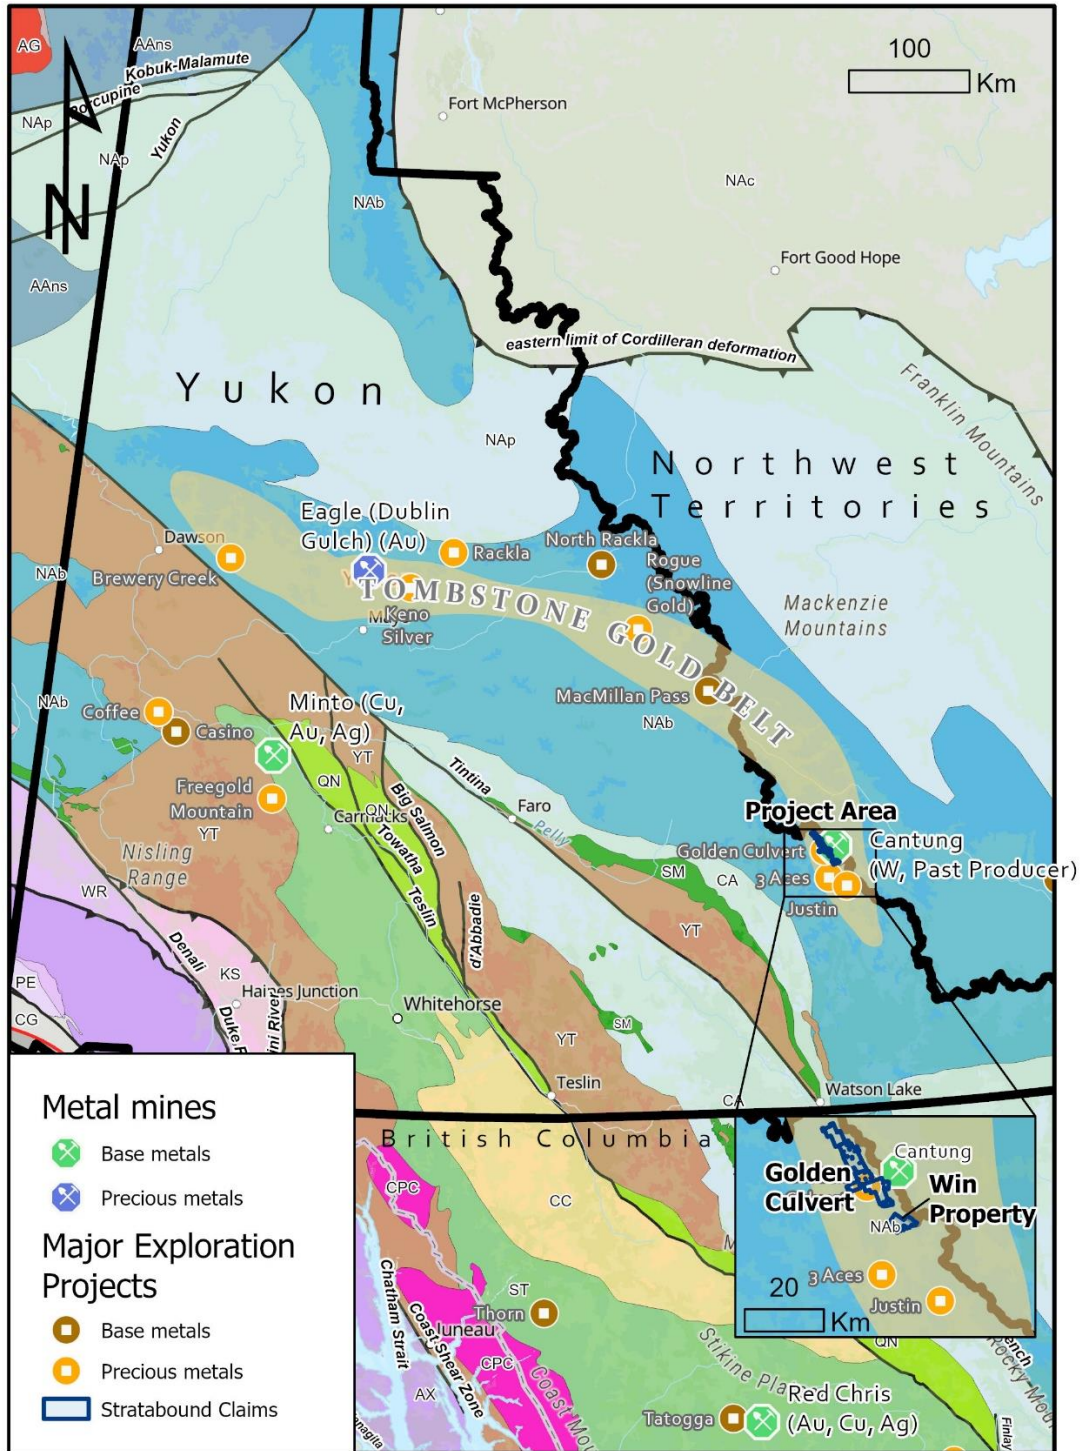 AG
AAns
Kobuk-Malamute
Porcupine
100
Km
Fort McPherson
NAp
NAp
Yukon
N
NAb
NAc
AAns
Fort Good Hope
eastern limit of Cordilleran deformation
Franklin Mountains
Yukon
NAp
Northwest
Territories
Eagle (Dublin
Gulch) (Au)
Dawson
Brewery Creek
Rackla
North Rackla
Rogue
(Snowline
Gold)
NAb
TOMBSTONE GOLD BELT
Keno
Silver
Mackenzie
Mountains
MacMillan Pass
NAb
NAb
Coffee
Casino
Minto (Cu,
Au, Ag)
YT
QN
QN
Freegold
Mountain
YT
Carmacks
Big Salmon
Tintina
Faro
Pelly
Towatha
Teslin
d'Abbadie
Project Area
Golden Culvert
Cantung
(W, Past Producer)
3 Aces
Justin
SM
CA
YT
Nisling
Range
WR
Denali
KS
PE
CG
Haines Junction
Whitehorse
SM
YT
Teslin
Watson Lake
CA
British Columbia
Metal mines
Base metals
Precious metals
Major Exploration
Projects
Base metals
Precious metals
Stratabound Claims
CPC
CC
Cantung
Golden
Culvert
Win
Property
NAb
3 Aces
Justin
20
Km
Chatham Strait
Coast Shear Zone
ST
Thorn
Juneau
CPC
AX
QN
Red Chris
(Au, Cu, Ag)
Tatogga